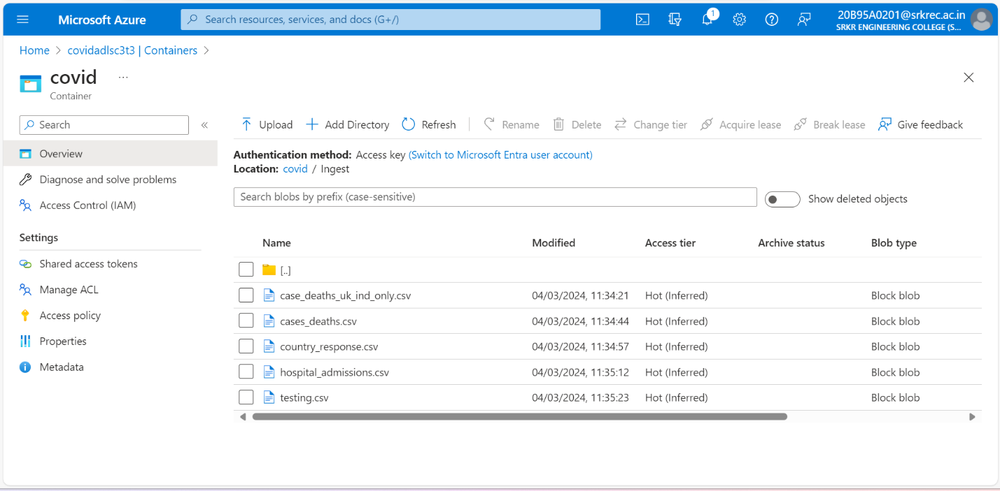 Microsoft Azure
Search resources, services, and docs (G+/)
1
20B95A0201@srkrec.ac.in
SRKR ENGINEERING COLLEGE (S...
Home > covidadlsc3t3 | Containers >
covid ...
Container
Search
«
Overview
Diagnose and solve problems
Access Control (IAM)
Settings
Shared access tokens
Manage ACL
Access policy
Properties
Metadata
Upload Add Directory Refresh Rename Delete Change tier Acquire lease Break lease Give feedback
Authentication method: Access key (Switch to Microsoft Entra user account)
Location: covid / Ingest
Search blobs by prefix (case-sensitive)
Show deleted objects
Name Modified Access tier Archive status Blob type
[..]
case_deaths_uk_ind_only.csv 04/03/2024, 11:34:21 Hot (Inferred) Block blob
cases_deaths.csv 04/03/2024, 11:34:44 Hot (Inferred) Block blob
country_response.csv 04/03/2024, 11:34:57 Hot (Inferred) Block blob
hospital_admissions.csv 04/03/2024, 11:35:12 Hot (Inferred) Block blob
testing.csv 04/03/2024, 11:35:23 Hot (Inferred) Block blob